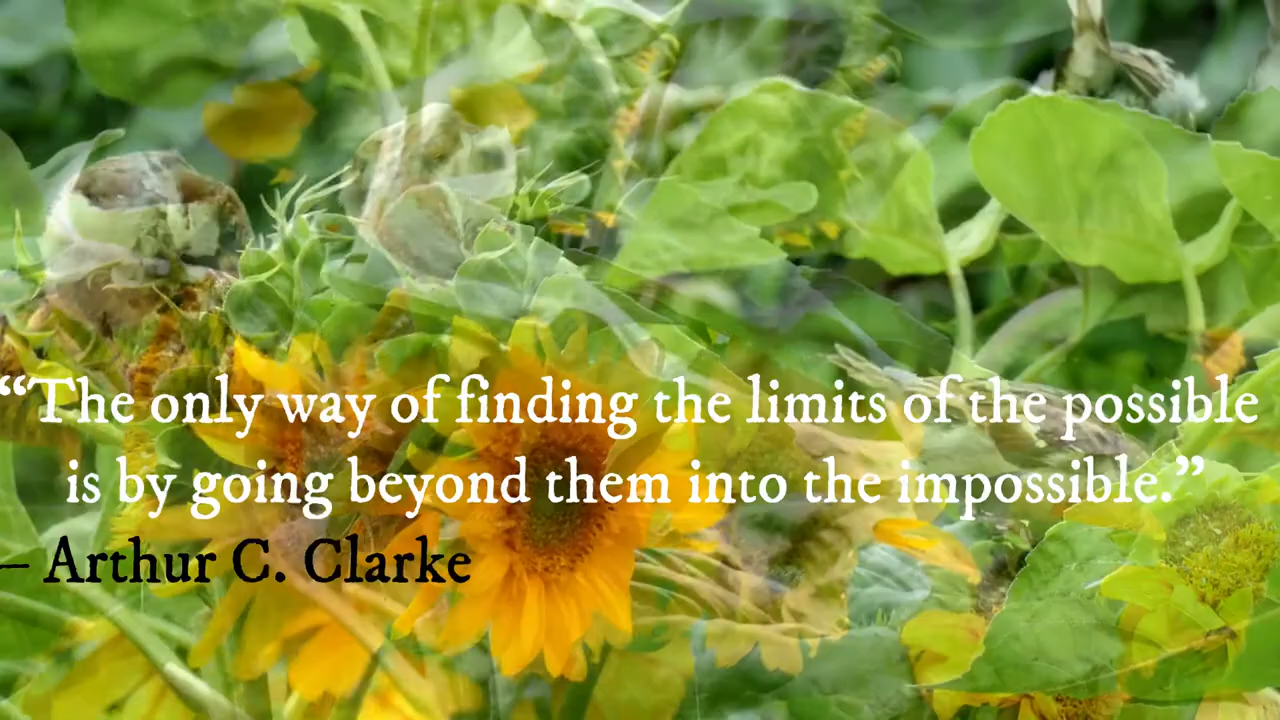 “The only way of finding the limits of the possible
is by going beyond them into the impossible.”
– Arthur C. Clarke